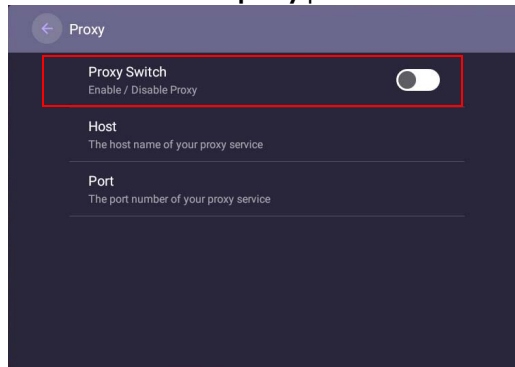 Proxy
Proxy Switch
Enable / Disable Proxy
Host
The host name of your proxy service
Port
The port number of your proxy service